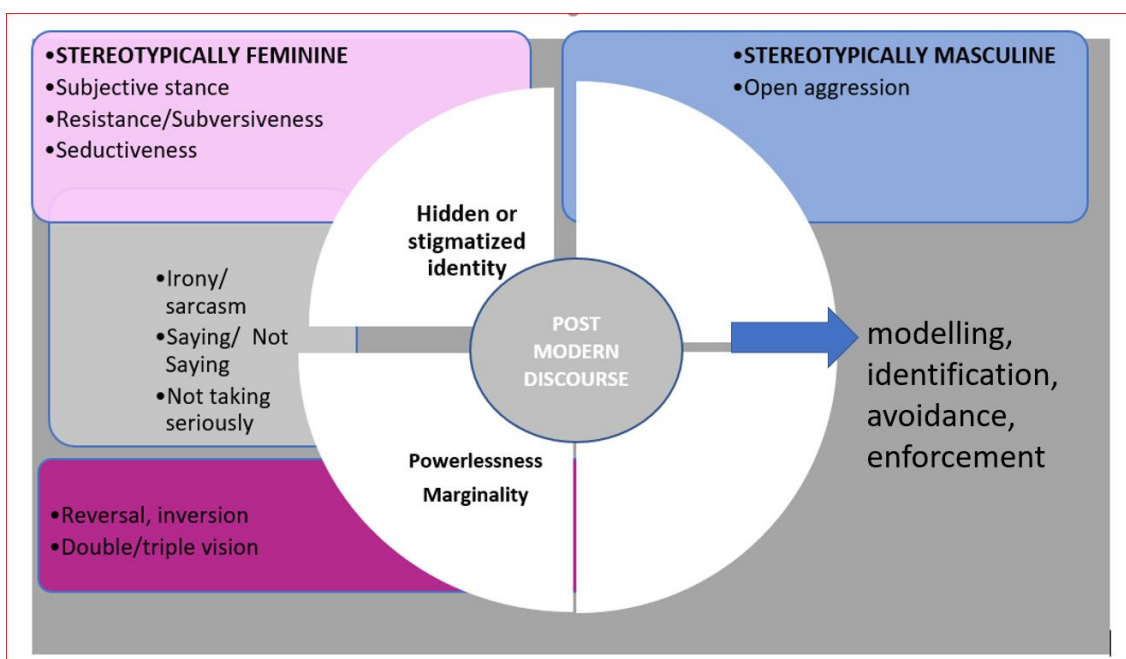 •STEREOTYPICALLY FEMININE
•Subjective stance
•Resistance/Subversiveness
•Seductiveness
•STEREOTYPICALLY MASCULINE
•Open aggression
Hidden or
stigmatized
identity
•Irony/
sarcasm
•Saying/ Not
Saying
•Not taking
seriously
POST
MODERN
DISCOURSE
modelling,
identification,
avoidance,
enforcement
Powerlessness
Marginality
•Reversal, inversion
•Double/triple vision